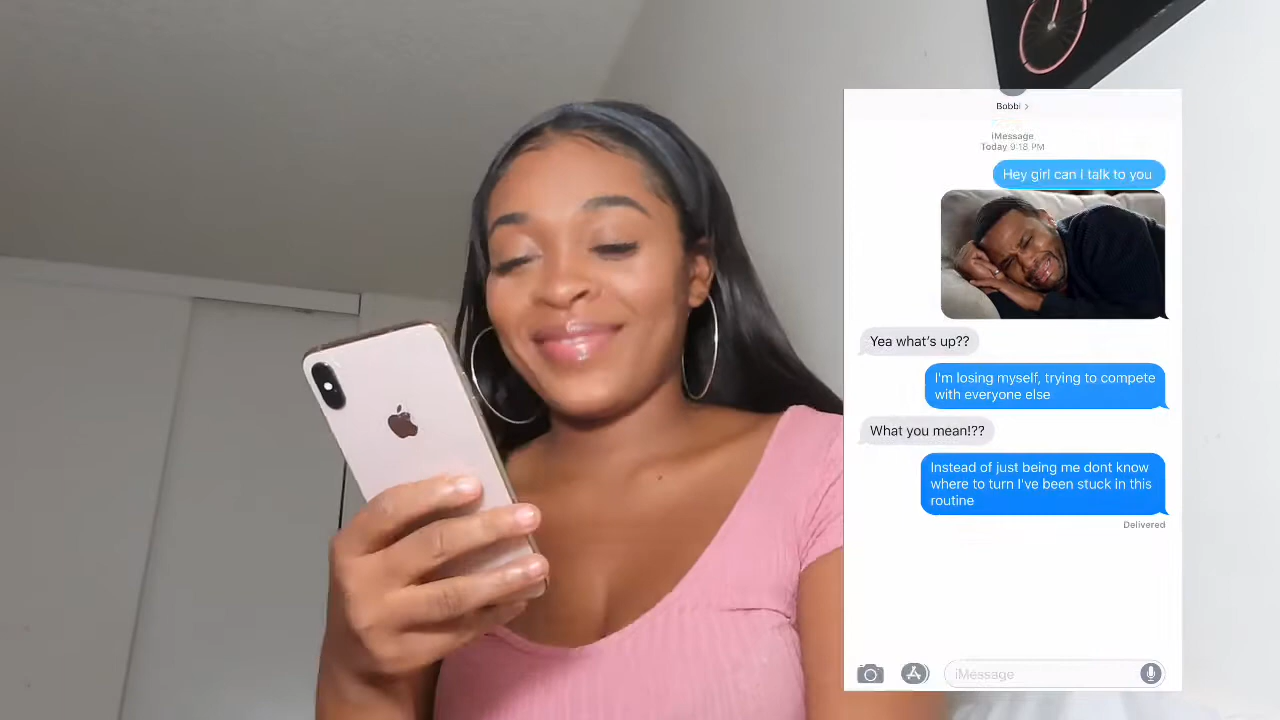 Bobbi >
iMessage
Today 9:18 PM
Hey girl can I talk to you
Yea what's up??
I'm losing myself, trying to compete
with everyone else
What you mean!??
Instead of just being me dont know
where to turn I've been stuck in this
routine
Delivered
iMessage